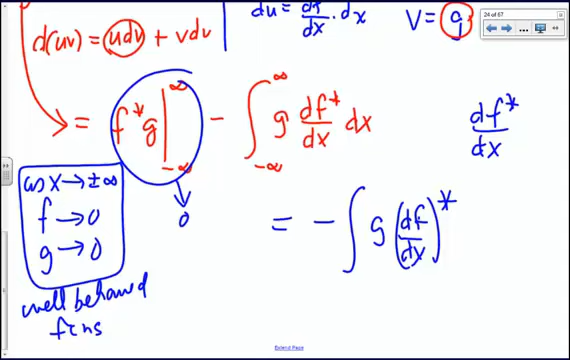 du = df/dx · dx
V = g
24 of 67
d(uv) = udv + vdu
= f*g |_{-∞}^{∞} - ∫_{-∞}^{∞} g df*/dx dx
df*/dx
0
as x → ±∞
f → 0
g → 0
well behaved
fcns
= - ∫ g (df/dx)*
Extend Page